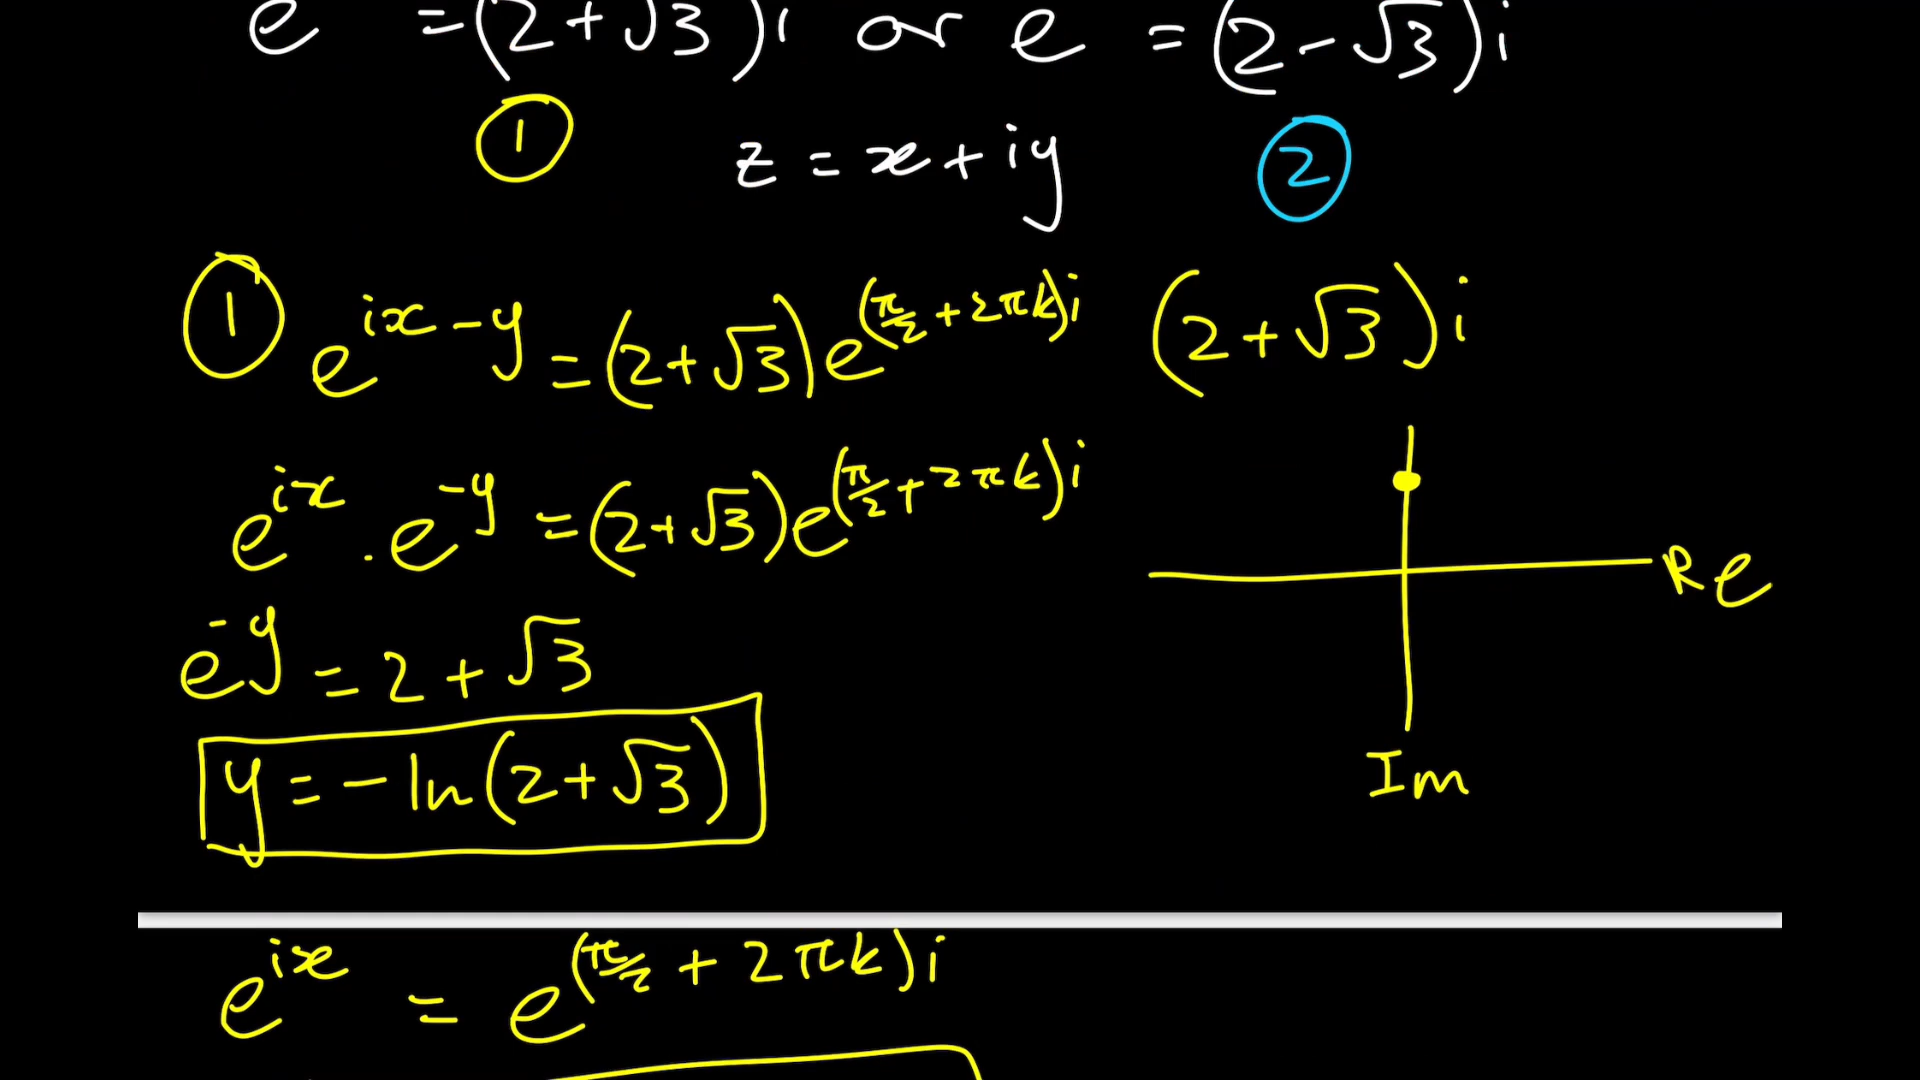 e = (2+√3)i or e = (2-√3)i
① z = x + iy ②
① e^(ix-y) = (2+√3)e^((π/2 + 2πk)i) (2+√3)i
e^(ix) . e^(-y) = (2+√3)e^((π/2 + 2πk)i)
Re
e^(-y) = 2 + √3
y = -ln(2+√3)
Im
e^(ix) = e^((π/2 + 2πk)i)